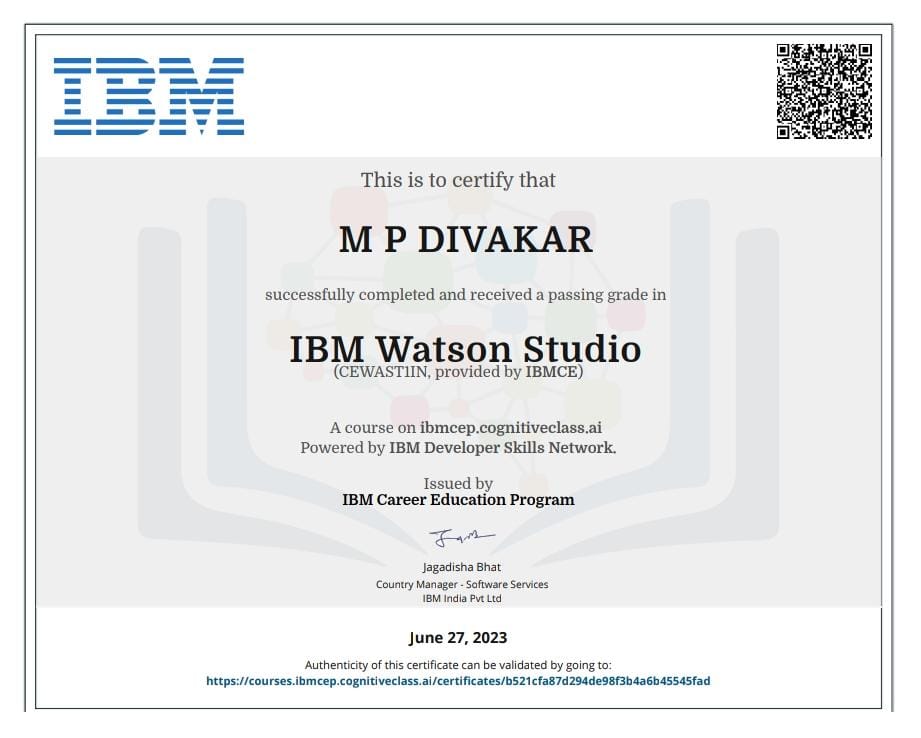 IBM
This is to certify that
M P DIVAKAR
successfully completed and received a passing grade in
IBM Watson Studio
(CEWAST1IN, provided by IBMCE)
A course on ibmcep.cognitiveclass.ai
Powered by IBM Developer Skills Network.
Issued by
IBM Career Education Program
Jagadisha Bhat
Country Manager - Software Services
IBM India Pvt Ltd
June 27, 2023
Authenticity of this certificate can be validated by going to:
https://courses.ibmcep.cognitiveclass.ai/certificates/b521cfa87d294de98f3b4a6b45545fad